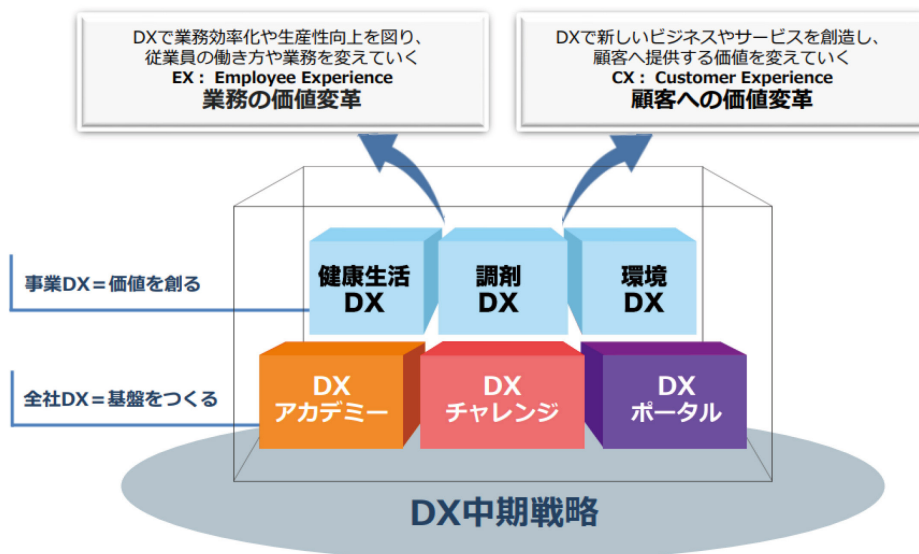 DXで業務効率化や生産性向上を図り、
従業員の働き方や業務を変えていく
EX： Employee Experience
業務の価値変革
DXで新しいビジネスやサービスを創造し、
顧客へ提供する価値を変えていく
CX： Customer Experience
顧客への価値変革
事業DX＝価値を創る
健康生活
DX
調剤
DX
環境
DX
全社DX＝基盤をつくる
DX
アカデミー
DX
チャレンジ
DX
ポータル
DX中期戦略